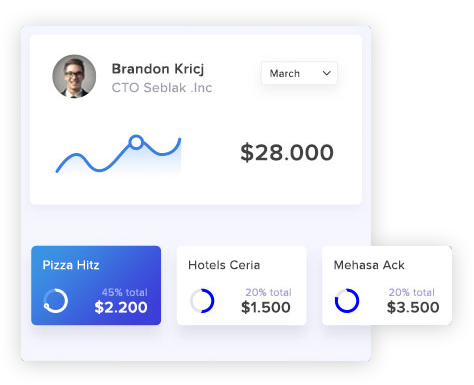 Brandon Kricj
CTO Seblak .Inc
March
$28.000
Pizza Hitz
45% total
$2.200
Hotels Ceria
20% total
$1.500
Mehasa Ack
20% total
$3.500